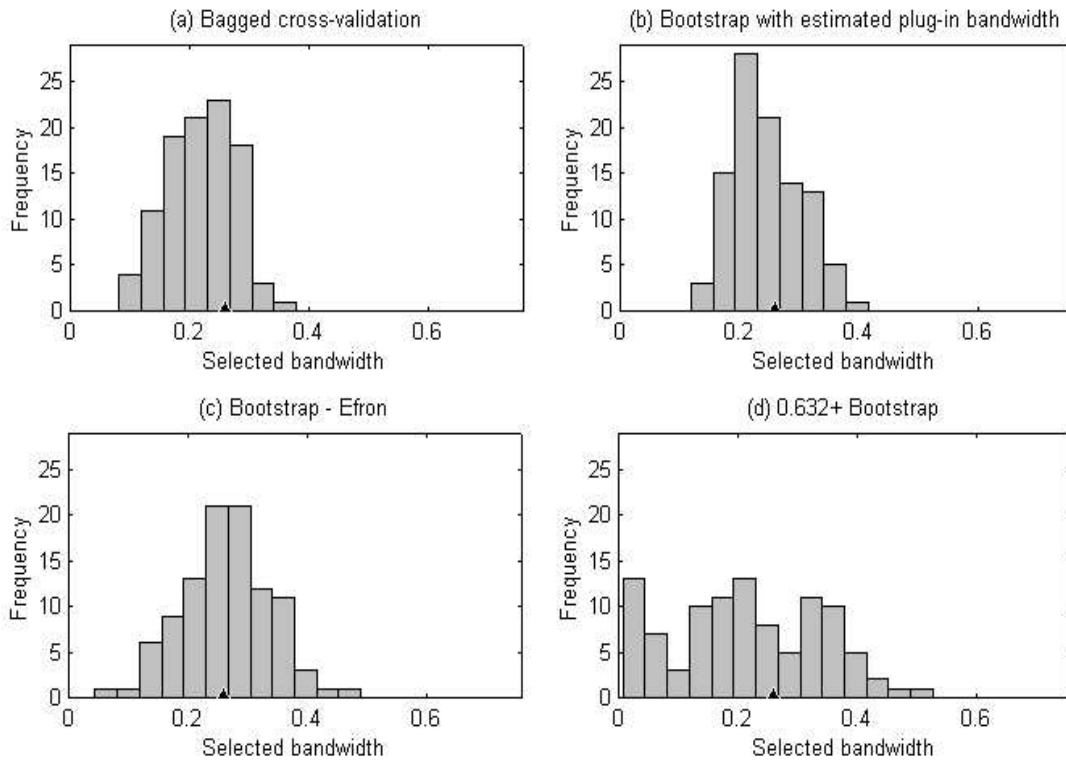 (a) Bagged cross-validation
25
20
15
10
5
0
Frequency
0 0.2 0.4 0.6
Selected bandwidth
(b) Bootstrap with estimated plug-in bandwidth
25
20
15
10
5
0
Frequency
0 0.2 0.4 0.6
Selected bandwidth
(c) Bootstrap - Efron
25
20
15
10
5
0
Frequency
0 0.2 0.4 0.6
Selected bandwidth
(d) 0.632+ Bootstrap
25
20
15
10
5
0
Frequency
0 0.2 0.4 0.6
Selected bandwidth